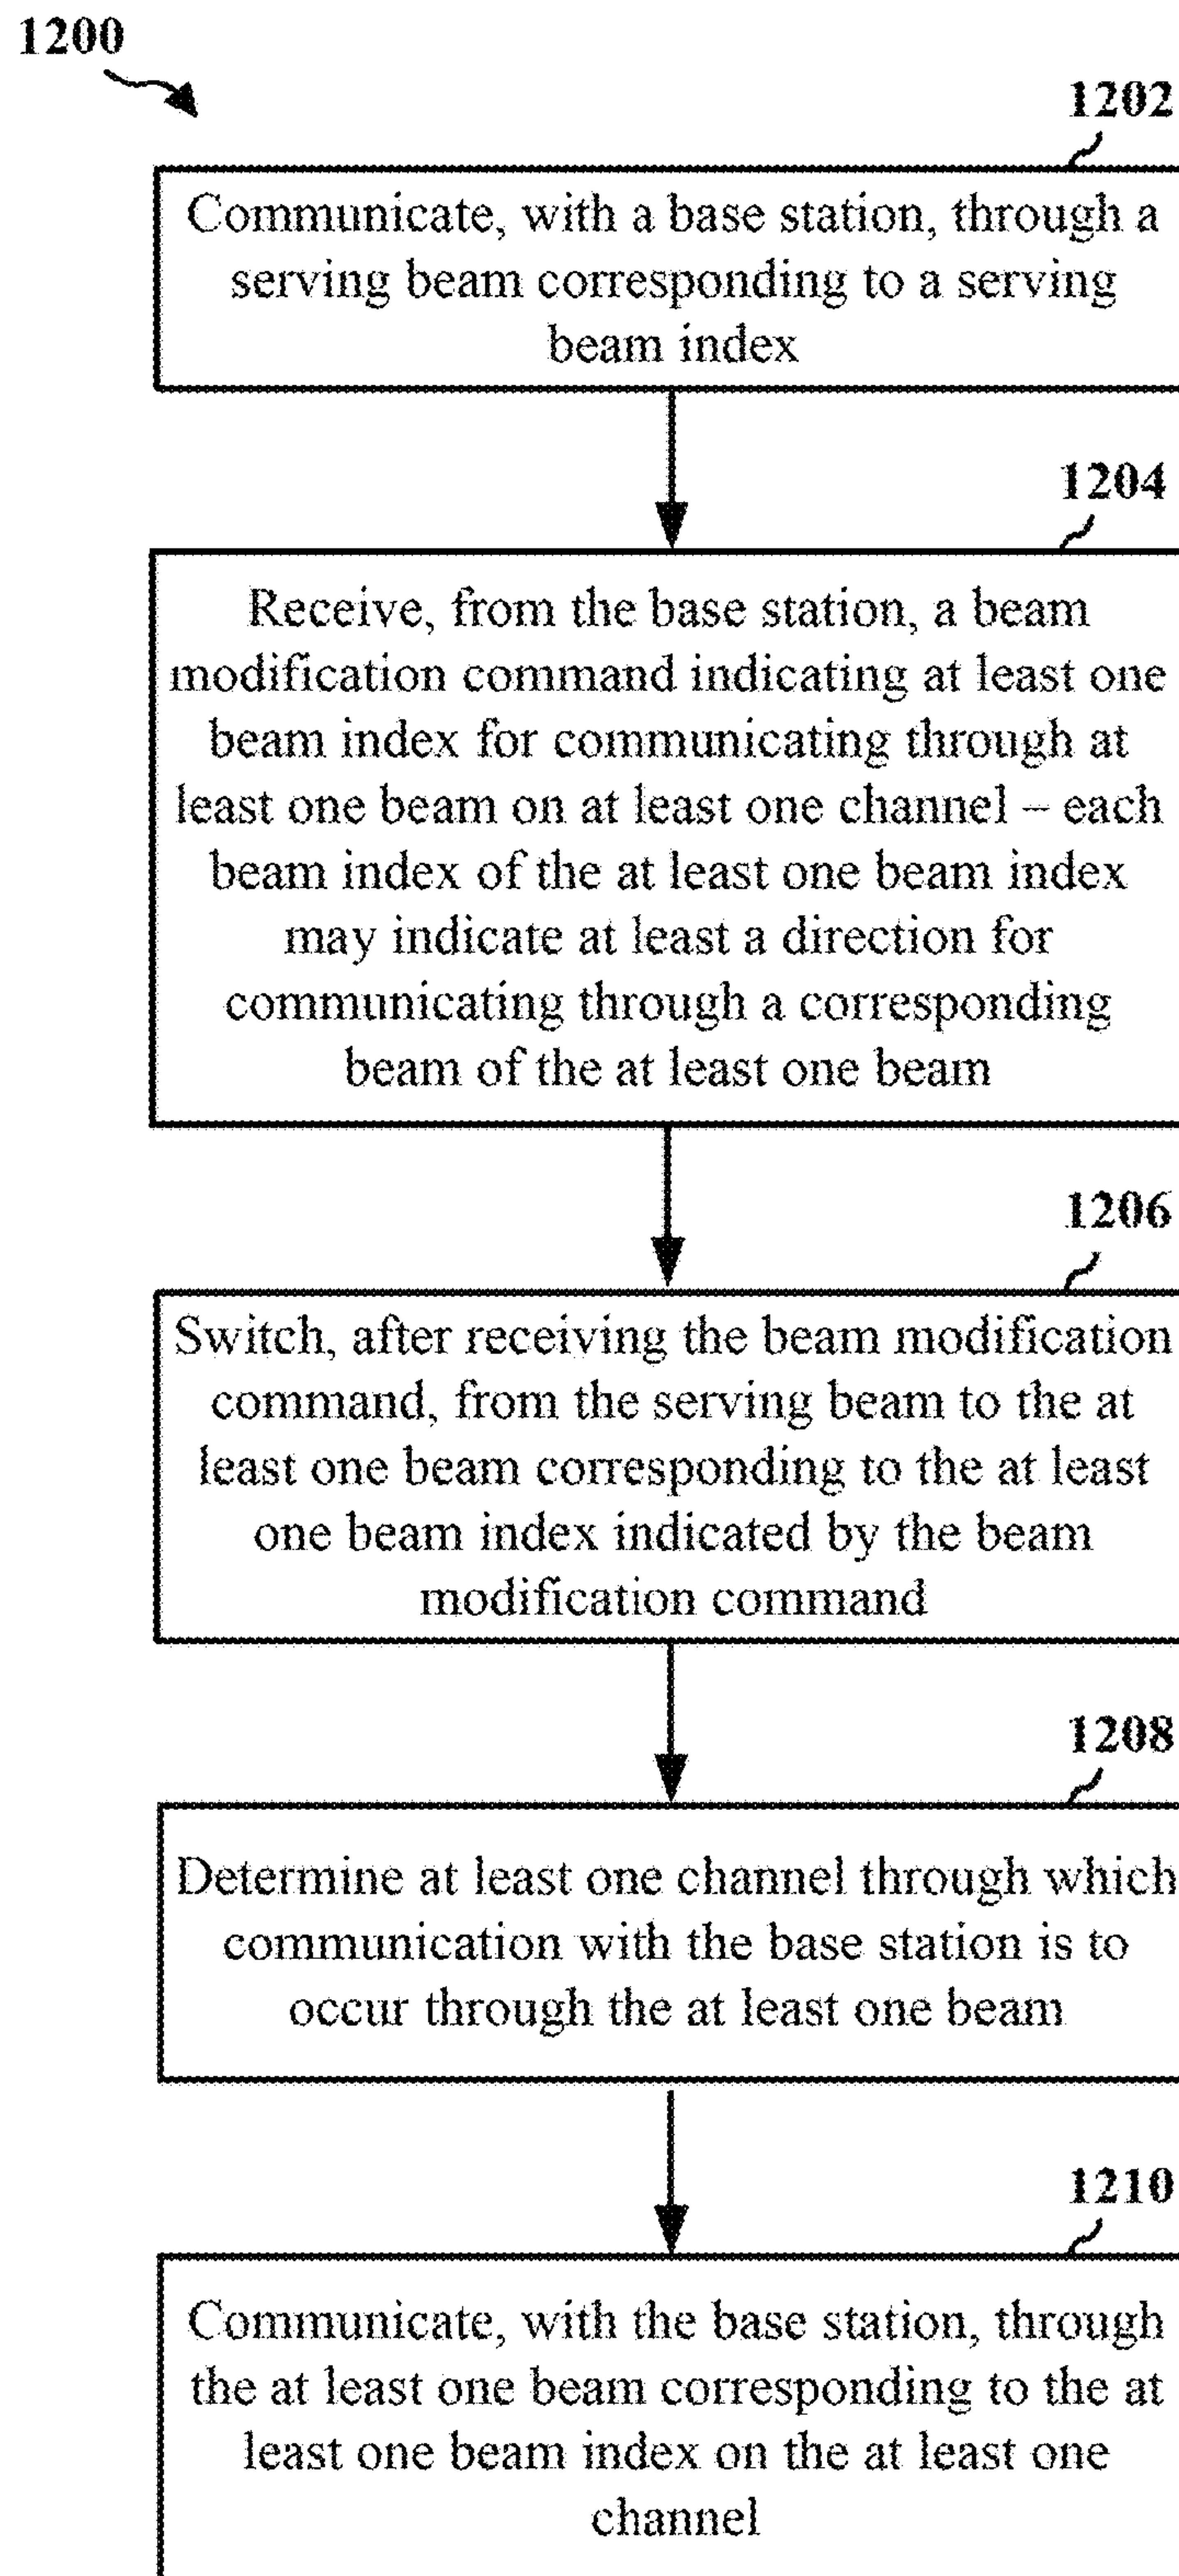 1200
1202
Communicate, with a base station, through a
serving beam corresponding to a serving
beam index
1204
Receive, from the base station, a beam
modification command indicating at least one
beam index for communicating through at
least one beam on at least one channel – each
beam index of the at least one beam index
may indicate at least a direction for
communicating through a corresponding
beam of the at least one beam
1206
Switch, after receiving the beam modification
command, from the serving beam to the at
least one beam corresponding to the at least
one beam index indicated by the beam
modification command
1208
Determine at least one channel through which
communication with the base station is to
occur through the at least one beam
1210
Communicate, with the base station, through
the at least one beam corresponding to the at
least one beam index on the at least one
channel